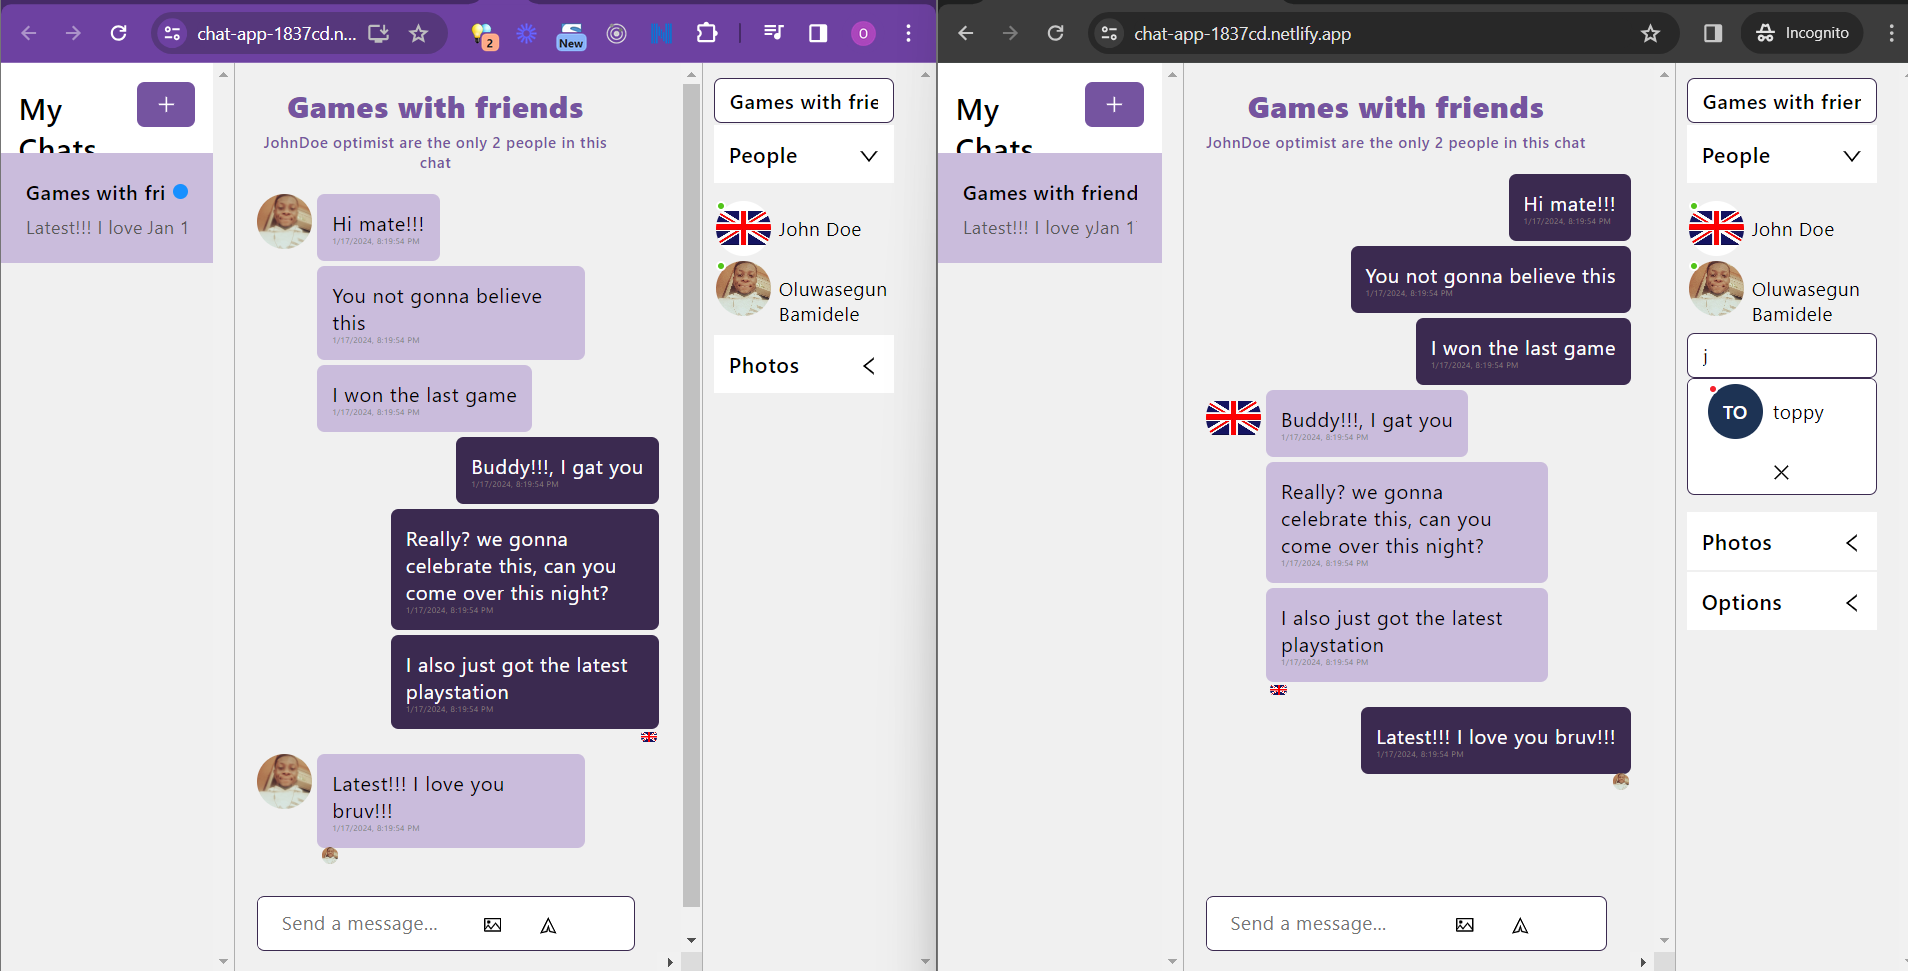 chat-app-1837cd.n...
2
New
O
My
Chats
Games with fri
Latest!!! I love Jan 1
Games with friends
JohnDoe optimist are the only 2 people in this
chat
Hi mate!!!
1/17/2024, 8:19:54 PM
You not gonna believe
this
1/17/2024, 8:19:54 PM
I won the last game
1/17/2024, 8:19:54 PM
Buddy!!!, I gat you
1/17/2024, 8:19:54 PM
Really? we gonna
celebrate this, can you
come over this night?
1/17/2024, 8:19:54 PM
I also just got the latest
playstation
1/17/2024, 8:19:54 PM
Latest!!! I love you
bruv!!!
1/17/2024, 8:19:54 PM
Send a message...
Games with frie
People
John Doe
Oluwasegun
Bamidele
Photos
chat-app-1837cd.netlify.app
Incognito
My
Chats
Games with friend
Latest!!! I love yJan 1
Games with friends
JohnDoe optimist are the only 2 people in this chat
Hi mate!!!
1/17/2024, 8:19:54 PM
You not gonna believe this
1/17/2024, 8:19:54 PM
I won the last game
1/17/2024, 8:19:54 PM
Buddy!!!, I gat you
1/17/2024, 8:19:54 PM
Really? we gonna
celebrate this, can you
come over this night?
1/17/2024, 8:19:54 PM
I also just got the latest
playstation
1/17/2024, 8:19:54 PM
Latest!!! I love you bruv!!!
1/17/2024, 8:19:54 PM
Send a message...
Games with frier
People
John Doe
Oluwasegun
Bamidele
j
TO toppy
Photos
Options